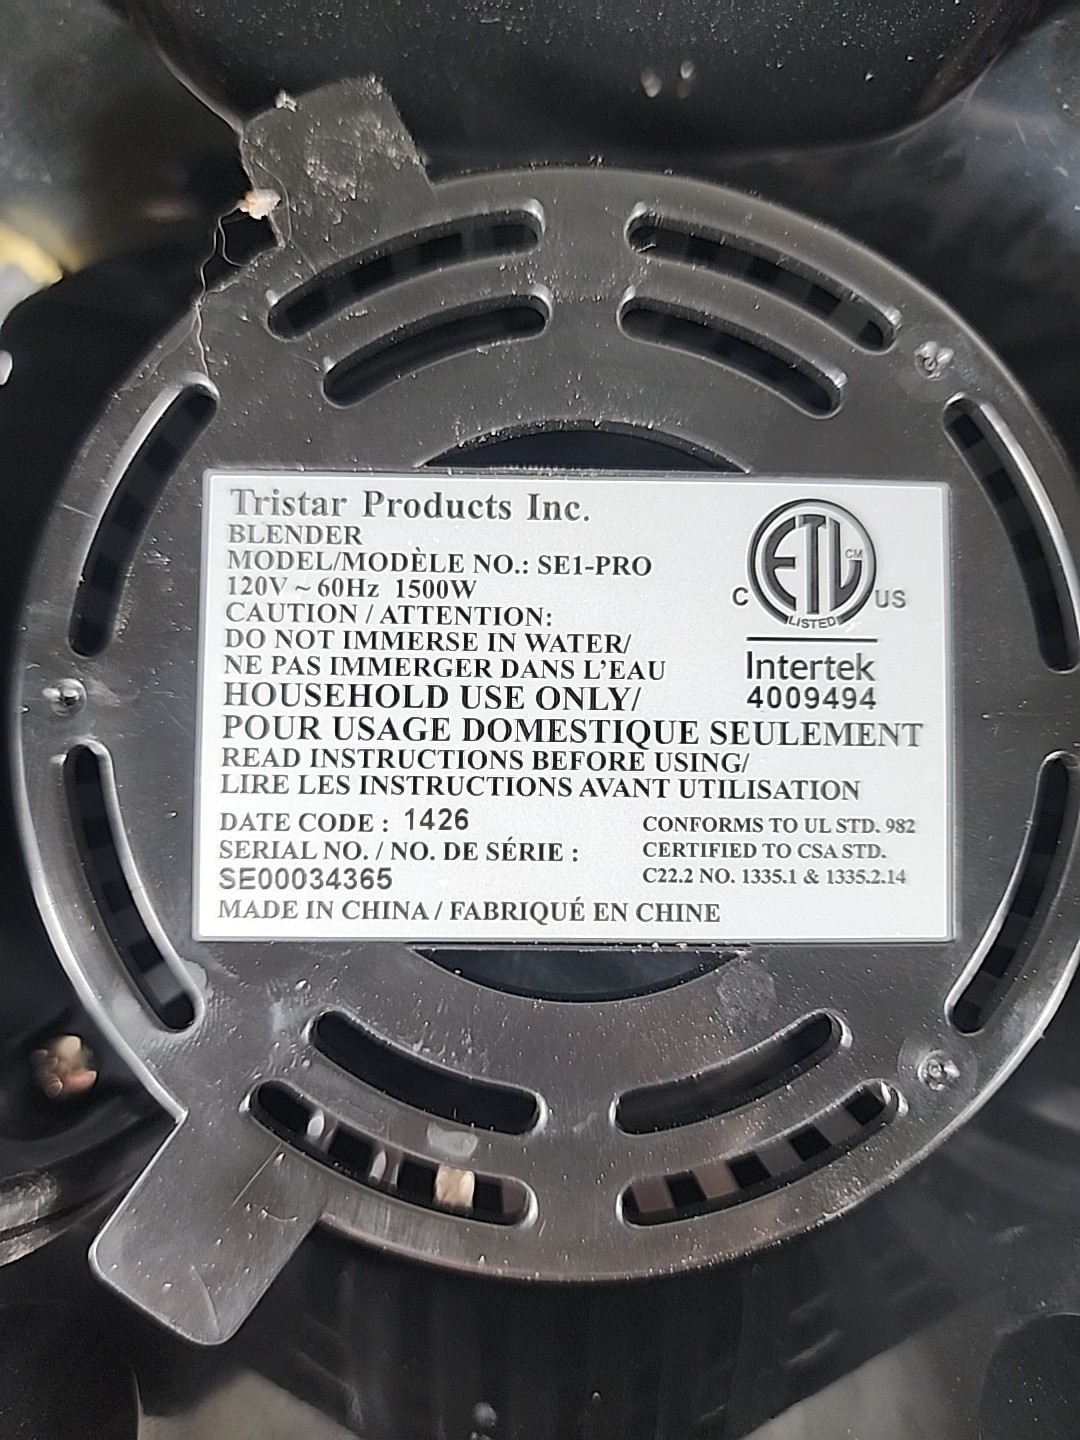 Tristar Products Inc.
BLENDER
MODEL/MODÈLE NO.: SE1-PRO
120V ~ 60Hz 1500W
CAUTION / ATTENTION:
DO NOT IMMERSE IN WATER/
NE PAS IMMERGER DANS L'EAU
HOUSEHOLD USE ONLY/
POUR USAGE DOMESTIQUE SEULEMENT
READ INSTRUCTIONS BEFORE USING/
LIRE LES INSTRUCTIONS AVANT UTILISATION
DATE CODE : 1426
SERIAL NO. / NO. DE SÉRIE :
SE00034365
MADE IN CHINA / FABRIQUÉ EN CHINE
ETL CM
C US
LISTED
Intertek
4009494
CONFORMS TO UL STD. 982
CERTIFIED TO CSA STD.
C22.2 NO. 1335.1 & 1335.2.14